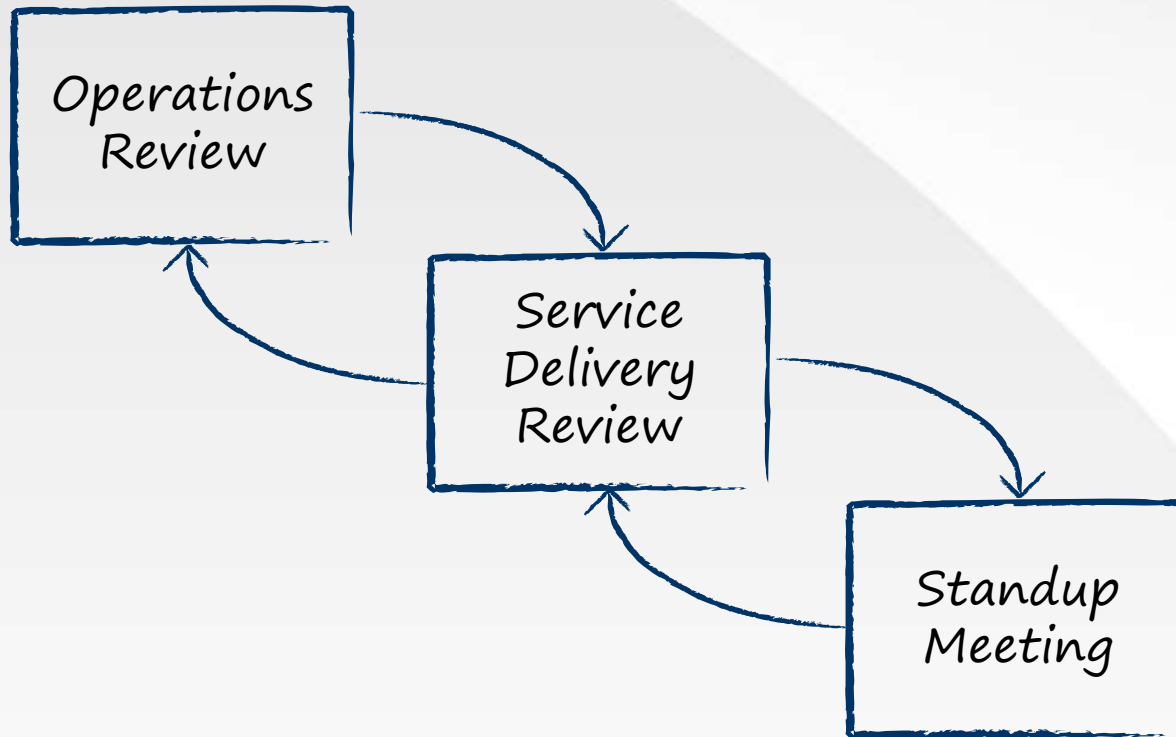 Operations
Review
Service
Delivery
Review
Standup
Meeting